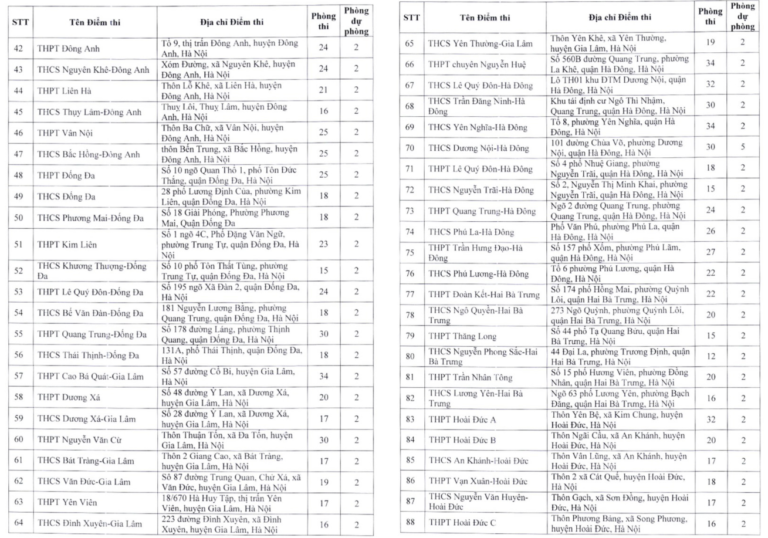 STT Tên Điểm thi Địa chỉ Điểm thi Phòng thi Phòng dự phòng
42 THPT Đông Anh Tổ 9, thị trấn Đông Anh, huyện Đông Anh, Hà Nội 24 2
43 THCS Nguyên Khê-Đông Anh Xóm Đường, xã Nguyên Khê, huyện Đông Anh, Hà Nội 24 2
44 THPT Liên Hà Thôn Lỗ Khê, xã Liên Hà, huyện Đông Anh, Hà Nội 21 2
45 THCS Thụy Lâm-Đông Anh Thụy Lôi, Thụy Lâm, huyện Đông Anh, Hà Nội 16 2
46 THPT Vân Nội Thôn Ba Chữ, xã Vân Nội, huyện Đông Anh, Hà Nội 25 2
47 THCS Bắc Hồng-Đông Anh thôn Bến Trung, xã Bắc Hồng, huyện Đông Anh, Hà Nội 25 2
48 THPT Đống Đa Số 10 ngõ Quan Thổ 1, phố Tôn Đức Thắng, quận Đống Đa, Hà Nội 25 2
49 THCS Đống Đa 28 phố Lương Định Của, phường Kim Liên, quận Đống Đa, Hà Nội 18 2
50 THCS Phương Mai-Đống Đa Số 18 Giải Phóng, Phường Phương Mai, Quận Đống Đa, Hà Nội 18 2
51 THPT Kim Liên Số 1 ngõ 4C, Phố Đặng Văn Ngữ, phường Trung Tự, quận Đống Đa, Hà Nội 23 2
52 THCS Khương Thượng-Đống Đa Số 10 phố Tôn Thất Tùng, phường Trung Tự, quận Đống Đa, Hà Nội 15 2
53 THPT Lê Quý Đôn-Đống Đa Số 195 ngõ Xã Đàn 2, quận Đống Đa, Hà Nội 24 2
54 THCS Bế Văn Đàn-Đống Đa 181 Nguyễn Lương Bằng, phường Quang Trung, quận Đống Đa, Hà Nội 18 2
55 THPT Quang Trung-Đống Đa Số 178 đường Láng, phường Thịnh Quang, quận Đống Đa, Hà Nội 30 2
56 THCS Thái Thịnh-Đống Đa 131A, phố Thái Thịnh, quận Đống Đa, Hà Nội 18 2
57 THPT Cao Bá Quát-Gia Lâm Số 57 đường Cổ Bi, huyện Gia Lâm, Hà Nội 34 2
58 THPT Dương Xá Số 48 đường Ỷ Lan, xã Dương Xá, huyện Gia Lâm, Hà Nội 20 2
59 THCS Dương Xá-Gia Lâm Số 28 đường Ỷ Lan, xã Dương Xá, huyện Gia Lâm, Hà Nội 17 2
60 THPT Nguyễn Văn Cừ Thôn Thuận Tốn, xã Đa Tốn, huyện Gia Lâm, Hà Nội 30 2
61 THCS Bát Tràng-Gia Lâm Thôn 2 Giang Cao, xã Bát Tràng, huyện Gia Lâm, Hà Nội 17 2
62 THCS Văn Đức-Gia Lâm Số 87 đường Trung Quan, Chử Xá, xã Văn Đức, huyện Gia Lâm, Hà Nội 19 2
63 THPT Yên Viên 18/670 Hà Huy Tập, thị trấn Yên Viên, huyện Gia Lâm, Hà Nội 17 2
64 THCS Đình Xuyên-Gia Lâm 223 đường Đình Xuyên, xã Đình Xuyên, huyện Gia Lâm, Hà Nội 16 2
STT Tên Điểm thi Địa chỉ Điểm thi Phòng thi Phòng dự phòng
65 THCS Yên Thường-Gia Lâm Thôn Yên Khê, xã Yên Thường, huyện Gia Lâm, Hà Nội 19 2
66 THPT chuyên Nguyễn Huệ Số 560B đường Quang Trung, phường La Khê, quận Hà Đông, Hà Nội 34 2
67 THCS Lê Quý Đôn-Hà Đông Lô TH01 khu ĐTM Dương Nội, quận Hà Đông, Hà Nội 32 2
68 THCS Trần Đăng Ninh-Hà Đông Khu tái định cư Ngô Thì Nhậm, Quang Trung, quận Hà Đông, Hà Nội 30 2
69 THCS Yên Nghĩa-Hà Đông Tổ 8, phường Yên Nghĩa, quận Hà Đông, Hà Nội 34 2
70 THCS Dương Nội-Hà Đông 101 đường Chùa Võ, phường Dương Nội, quận Hà Đông, Hà Nội 30 5
71 THPT Lê Quý Đôn-Hà Đông Số 4 phố Nhuệ Giang, phường Nguyễn Trãi, quận Hà Đông, Hà Nội 18 2
72 THCS Nguyễn Trãi-Hà Đông Số 2, Nguyễn Thị Minh Khai, phường Nguyễn Trãi, quận Hà Đông, Hà Nội 15 2
73 THPT Quang Trung-Hà Đông Ngõ 2 đường Quang Trung, phường Quang Trung, quận Hà Đông, Hà Nội 24 2
74 THCS Phú La-Hà Đông Phố Văn Phú, phường Phú La, quận Hà Đông, Hà Nội 26 2
75 THPT Trần Hưng Đạo-Hà Đông Số 157 phố Xốm, phường Phú Lãm, quận Hà Đông, Hà Nội 27 2
76 THCS Phú Lương-Hà Đông Tổ 6 phường Phú Lương, quận Hà Đông, Hà Nội 22 2
77 THPT Đoàn Kết-Hai Bà Trưng Số 174 phố Hồng Mai, phường Quỳnh Lôi, quận Hai Bà Trưng, Hà Nội 22 2
78 THCS Ngô Quyền-Hai Bà Trưng 273 Ngõ Quỳnh, phường Quỳnh Lôi, quận Hai Bà Trưng, Hà Nội 20 2
79 THPT Thăng Long Số 44 phố Tạ Quang Bửu, quận Hai Bà Trưng, Hà Nội 15 2
80 THCS Nguyễn Phong Sắc-Hai Bà Trưng 44 Đại La, phường Trương Định, quận Hai Bà Trưng, Hà Nội 12 2
81 THPT Trần Nhân Tông Số 15 phố Hương Viên, phường Đồng Nhân, quận Hai Bà Trưng, Hà Nội 20 2
82 THCS Lương Yên-Hai Bà Trưng Ngõ 63 phố Lương Yên, phường Bạch Đằng, quận Hai Bà Trưng, Hà Nội 16 2
83 THPT Hoài Đức A Thôn Yên Bệ, xã Kim Chung, huyện Hoài Đức, Hà Nội 32 2
84 THPT Hoài Đức B Thôn Ngãi Cầu, xã An Khánh, huyện Hoài Đức, Hà Nội 20 2
85 THCS An Khánh-Hoài Đức Thôn Vân Lũng, xã An Khánh, huyện Hoài Đức, Hà Nội 17 2
86 THPT Vạn Xuân-Hoài Đức Thôn 2 xã Cát Quế, huyện Hoài Đức, Hà Nội 18 2
87 THCS Nguyễn Văn Huyên-Hoài Đức Thôn Gạch, xã Sơn Đồng, huyện Hoài Đức, Hà Nội 17 2
88 THPT Hoài Đức C Thôn Phương Bảng, xã Song Phương, huyện Hoài Đức, Hà Nội 16 2